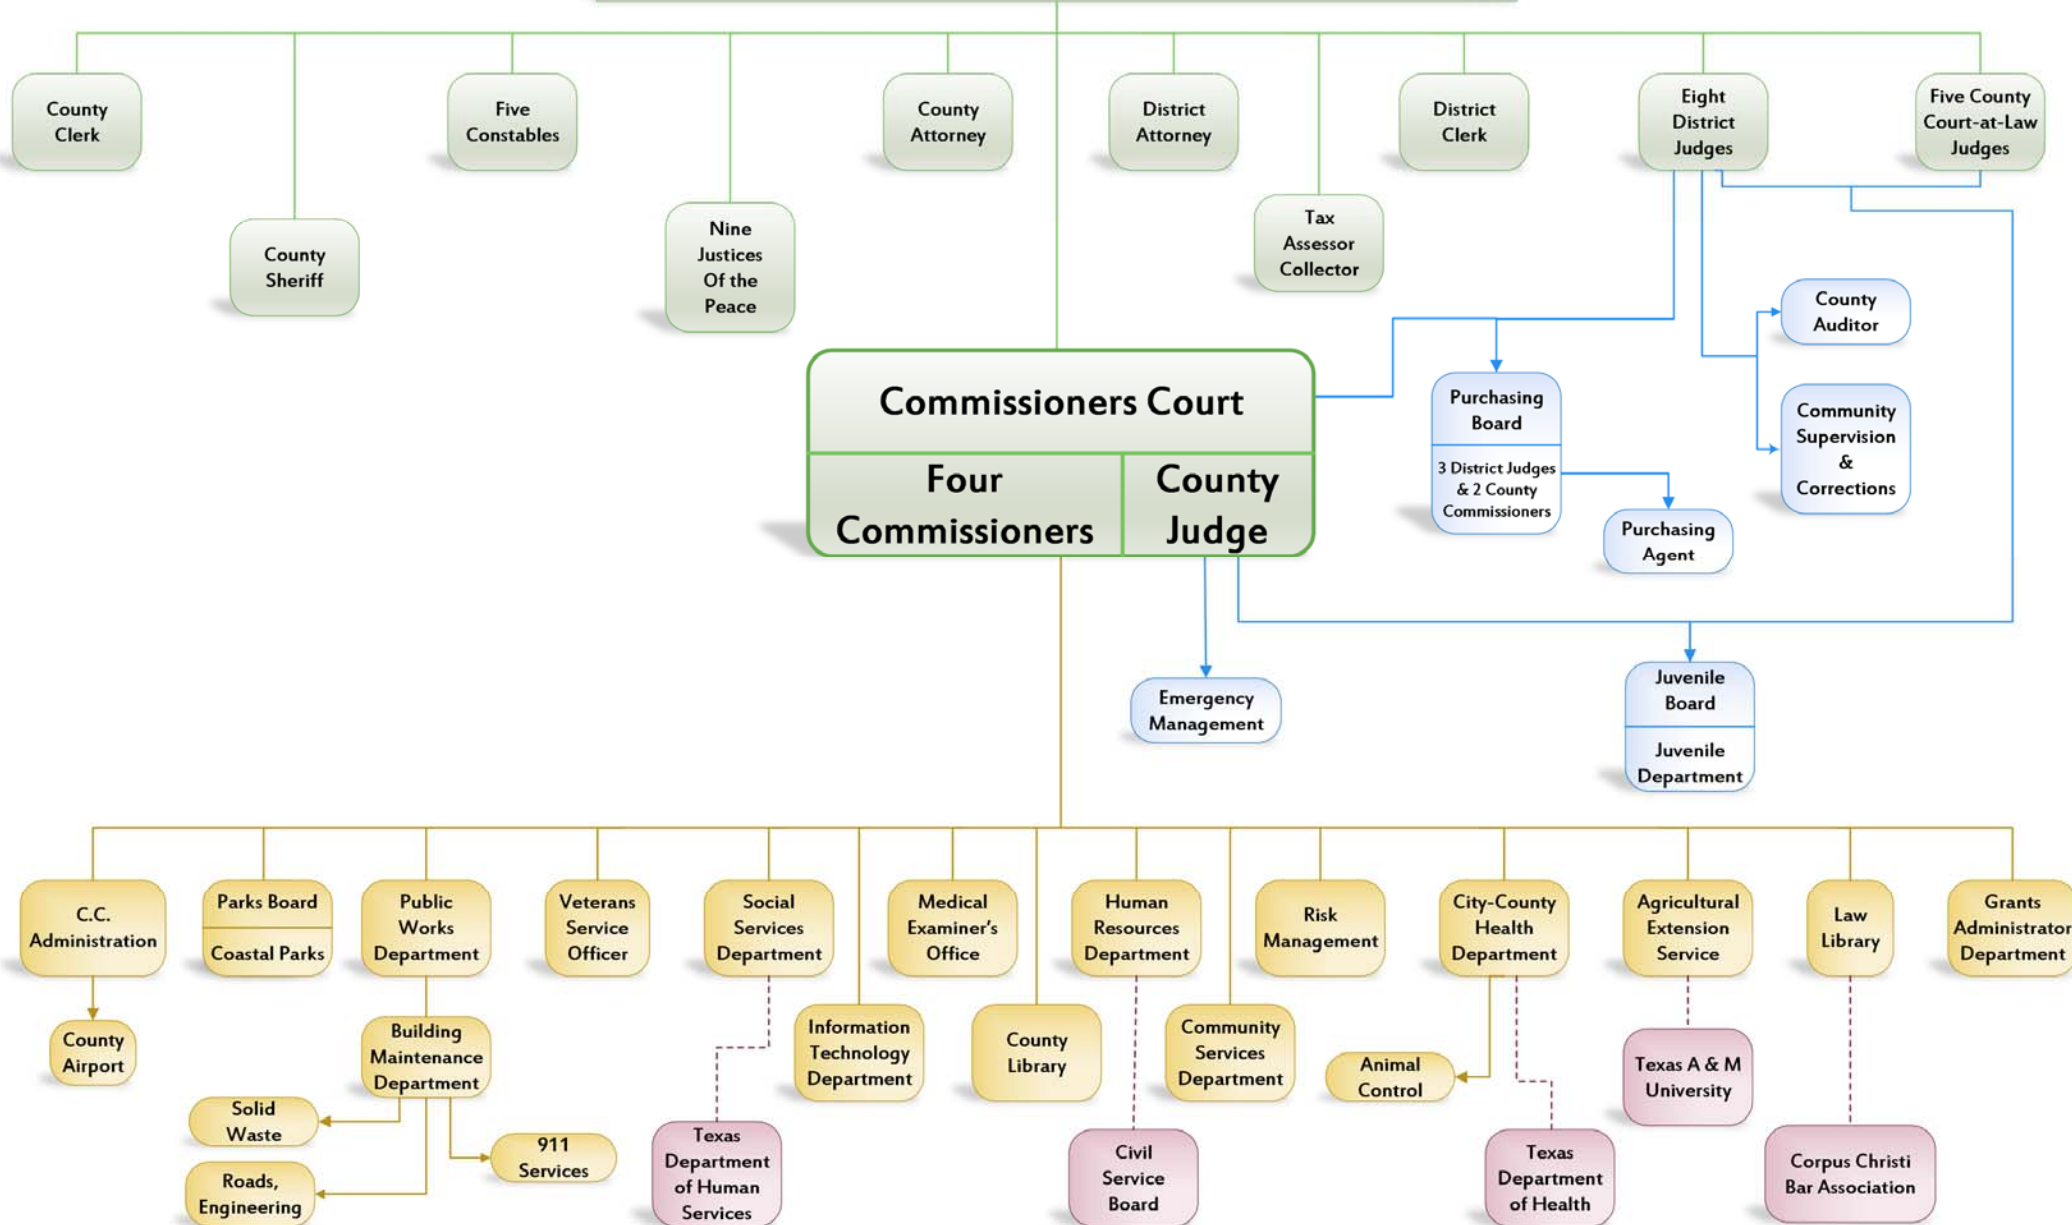 County
Clerk
Five
Constables
County
Attorney
District
Attorney
District
Clerk
Eight
District
Judges
Five County
Court-at-Law
Judges
County
Sheriff
Nine
Justices
Of the
Peace
Tax
Assessor
Collector
County
Auditor
Commissioners Court
Four
Commissioners
County
Judge
Purchasing
Board
3 District Judges
& 2 County
Commissioners
Community
Supervision
&
Corrections
Purchasing
Agent
Emergency
Management
Juvenile
Board
Juvenile
Department
C.C.
Administration
Parks Board
Coastal Parks
Public
Works
Department
Veterans
Service
Officer
Social
Services
Department
Medical
Examiner's
Office
Human
Resources
Department
Risk
Management
City-County
Health
Department
Agricultural
Extension
Service
Law
Library
Grants
Administrator
Department
County
Airport
Building
Maintenance
Department
Information
Technology
Department
County
Library
Community
Services
Department
Animal
Control
Texas A & M
University
Solid
Waste
911
Services
Roads,
Engineering
Texas
Department
of Human
Services
Civil
Service
Board
Texas
Department
of Health
Corpus Christi
Bar Association